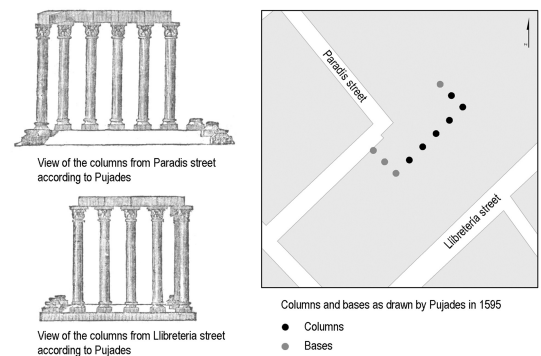 View of the columns from Paradis street
according to Pujades
View of the columns from Llibreteria street
according to Pujades
Paradis street
Llibreteria street
Columns and bases as drawn by Pujades in 1595
Columns
Bases